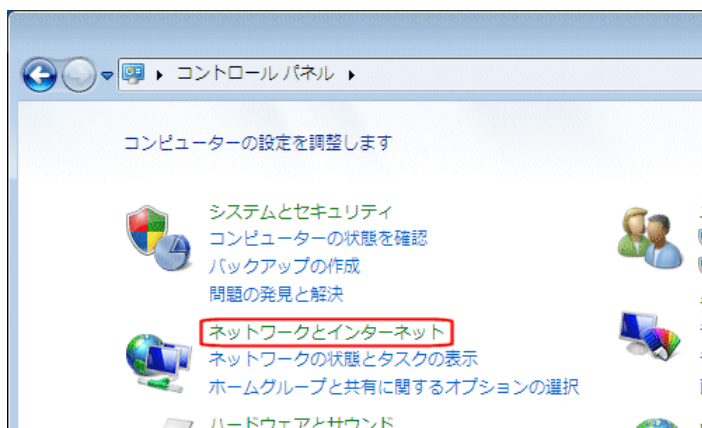 コントロール パネル
コンピューターの設定を調整します
システムとセキュリティ
コンピューターの状態を確認
バックアップの作成
問題の発見と解決
ネットワークとインターネット
ネットワークの状態とタスクの表示
ホームグループと共有に関するオプションの選択
ハードウェアとサウンド